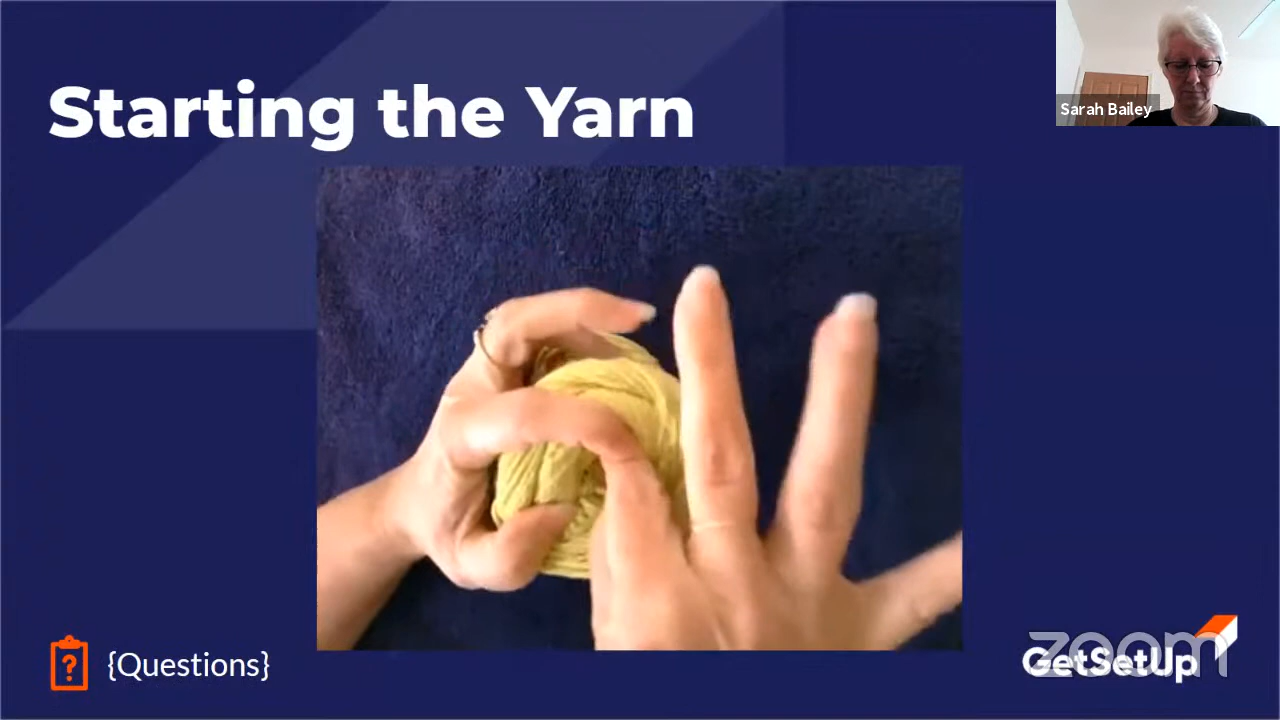 Starting the Yarn
Sarah Bailey
{Questions}
zoom
GetSetUp